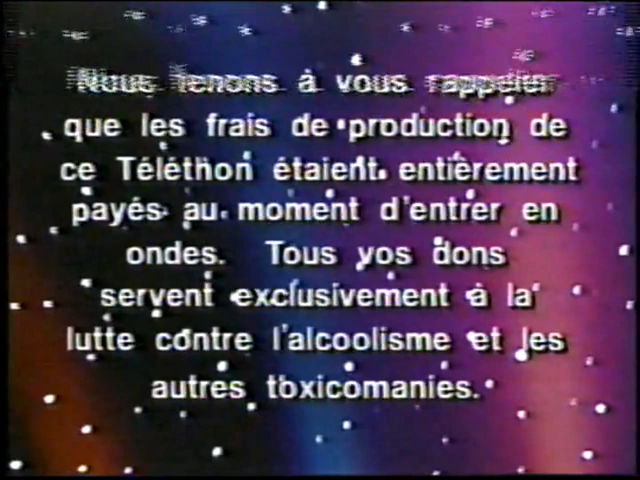 Nous tenons à vous rappeler
que les frais de production de
ce Téléthon étaient entièrement
payés au moment d'entrer en
ondes. Tous vos dons
servent exclusivement à la
lutte contre l'alcoolisme et les
autres toxicomanies.